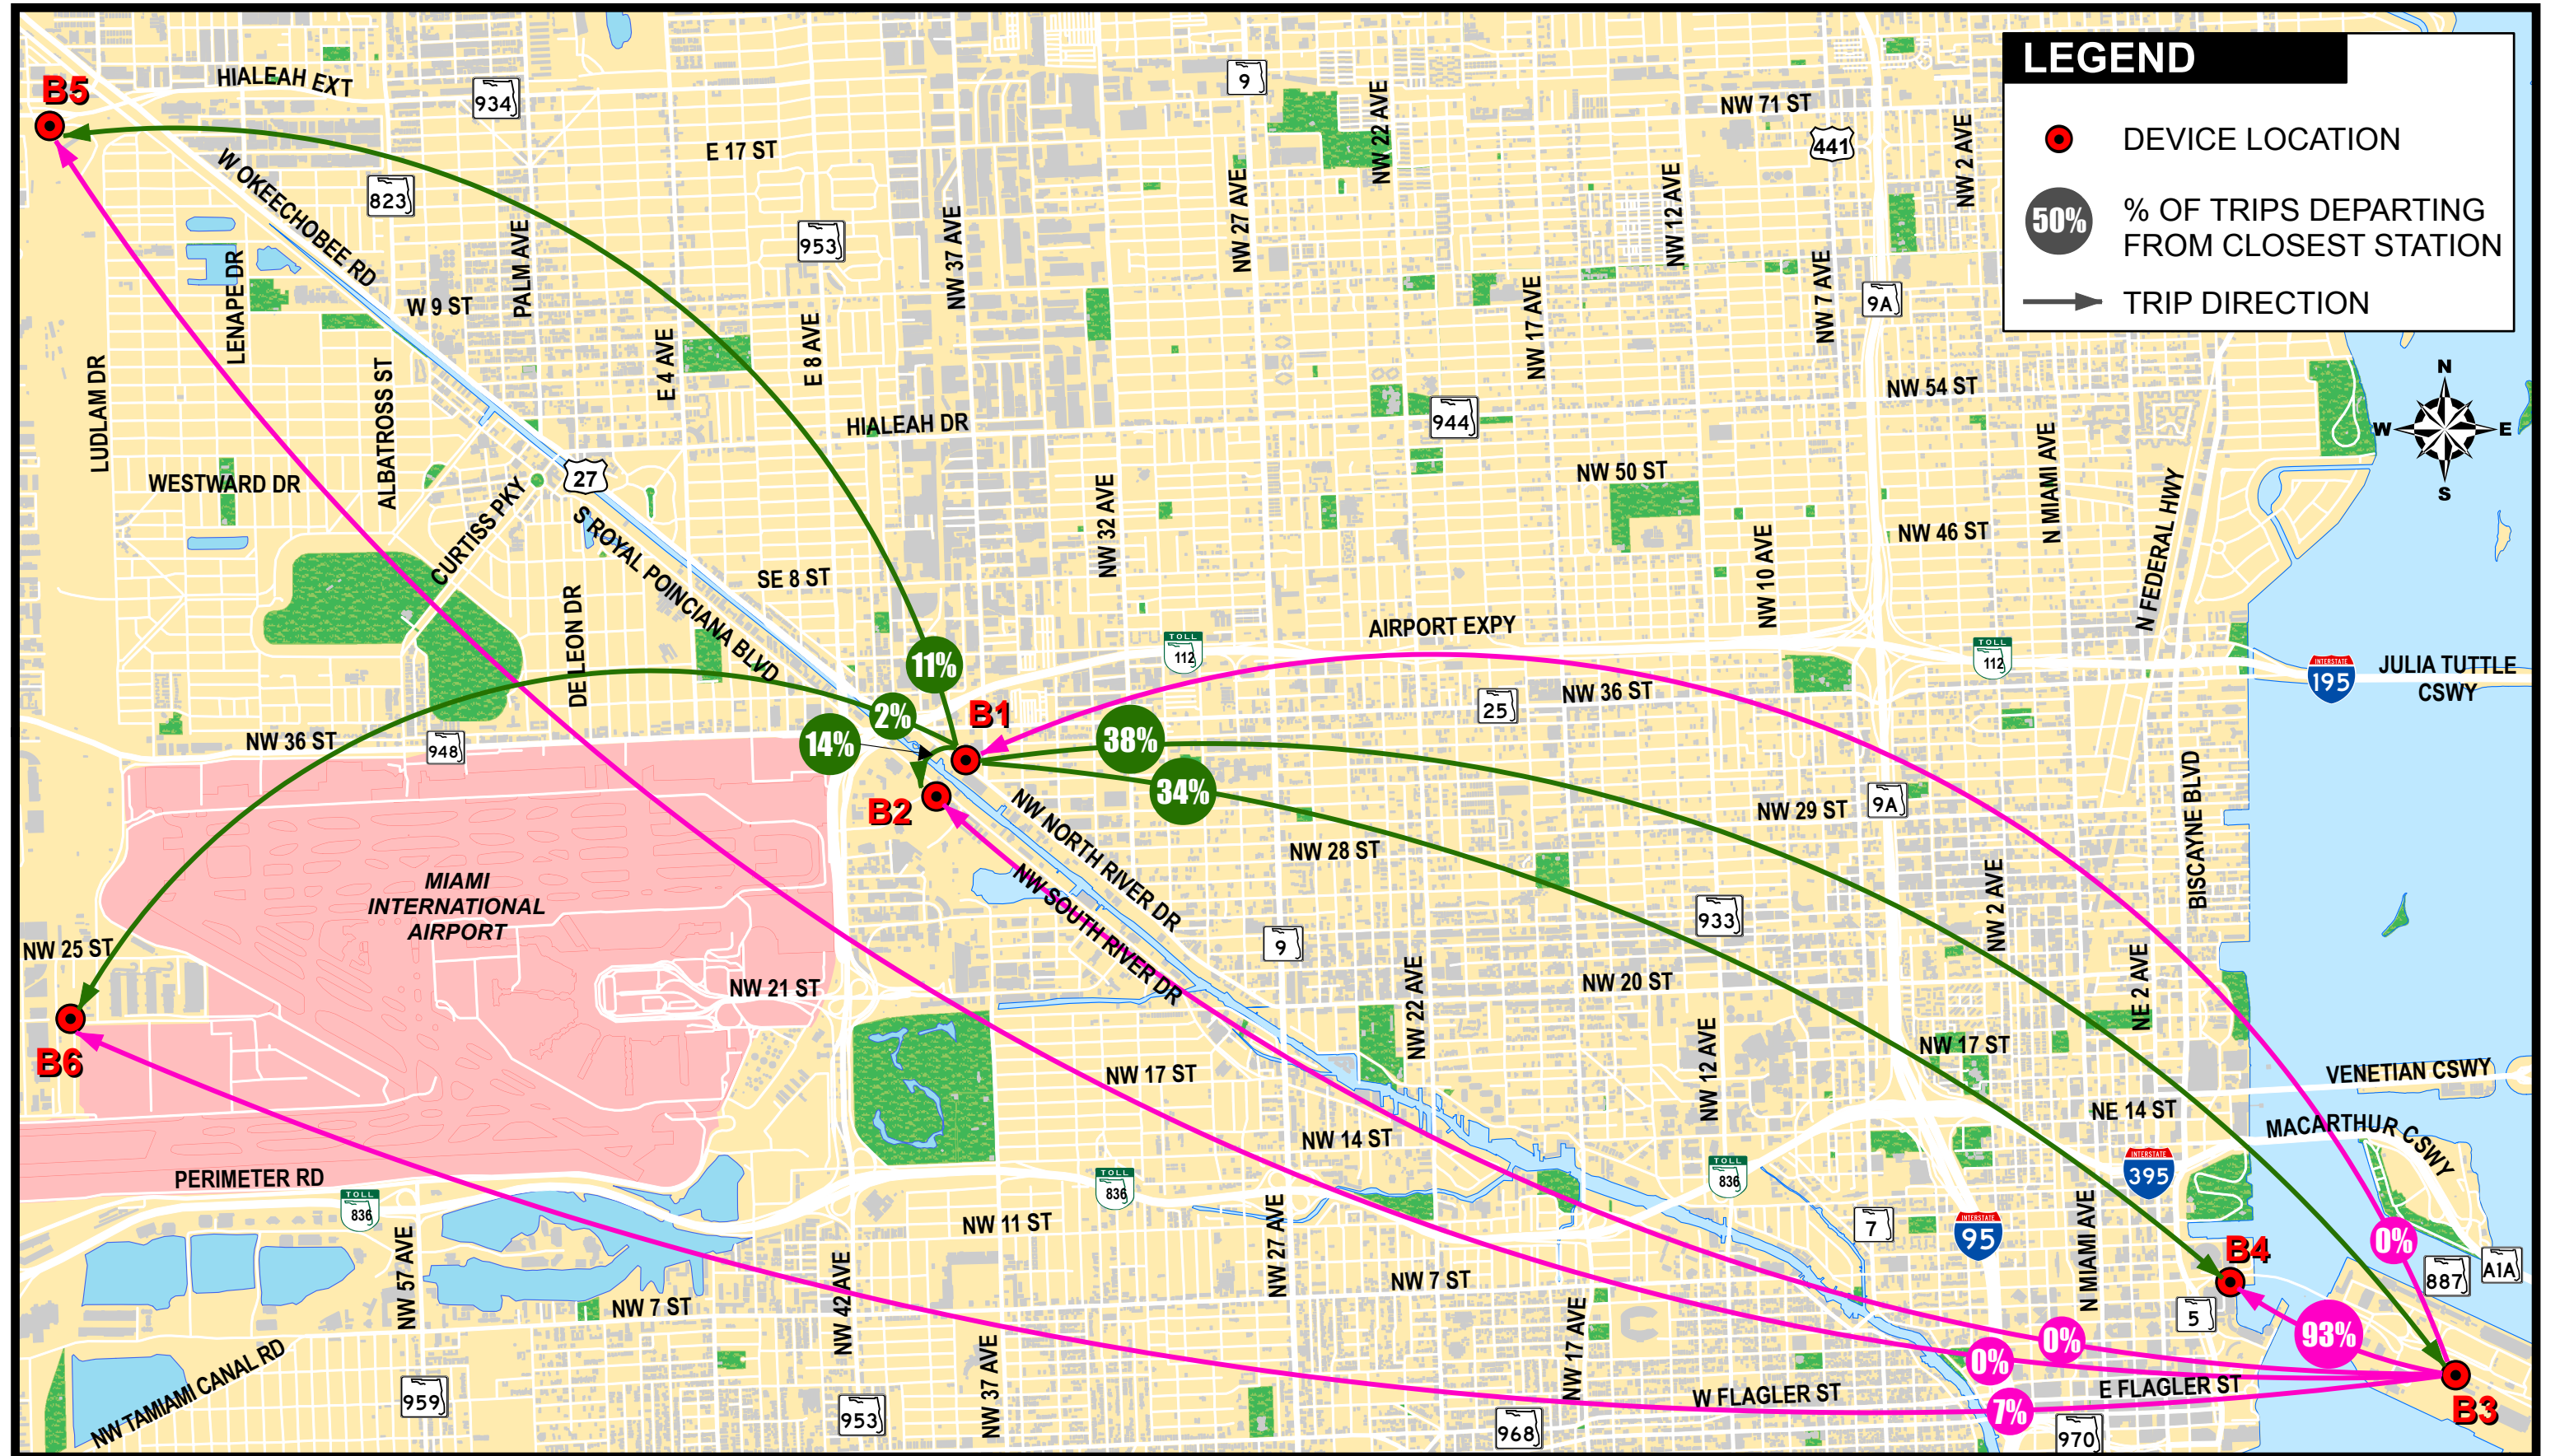 LEGEND
DEVICE LOCATION
50%
% OF TRIPS DEPARTING
FROM CLOSEST STATION
TRIP DIRECTION
B5
HIALEAH EXT
934
9
NW 22 AVE
NW 71 ST
441
NW 2 AVE
W OKEECHOBEE RD
823
E 17 ST
NW 27 AVE
NW 12 AVE
PALM AVE
953
NW 37 AVE
LENAPE DR
W 9 ST
E 8 AVE
NW 17 AVE
NW 7 AVE
9A
LUDLAM DR
ALBATROSS ST
E 4 AVE
HIALEAH DR
944
NW 54 ST
N
W
E
S
WESTWARD DR
27
CURTISS PKY
S ROYAL POINCIANA BLVD
NW 32 AVE
NW 50 ST
N MIAMI AVE
N FEDERAL HWY
NW 46 ST
SE 8 ST
NW 10 AVE
DE LEON DR
AIRPORT EXPY
TOLL
112
TOLL
112
INTERSTATE
195
JULIA TUTTLE
CSWY
11%
2%
B1
14%
38%
34%
25
NW 36 ST
NW 36 ST
948
B2
NW NORTH RIVER DR
NW 29 ST
9A
BISCAYNE BLVD
NW 28 ST
MIAMI
INTERNATIONAL
AIRPORT
NW SOUTH RIVER DR
933
NW 2 AVE
NW 25 ST
9
NW 21 ST
NW 22 AVE
NW 20 ST
NE 2 AVE
B6
NW 17 ST
NW 12 AVE
NW 17 ST
VENETIAN CSWY
NE 14 ST
MACARTHUR CSWY
NW 14 ST
PERIMETER RD
TOLL
836
TOLL
836
TOLL
836
INTERSTATE
395
NW 57 AVE
NW 11 ST
NW 27 AVE
7
INTERSTATE
95
N MIAMI AVE
B4
0%
887
A1A
NW 42 AVE
NW 7 ST
NW 7 ST
5
93%
0%
0%
NW TAMIAMI CANAL RD
959
953
NW 37 AVE
NW 17 AVE
968
W FLAGLER ST
7%
E FLAGLER ST
970
B3